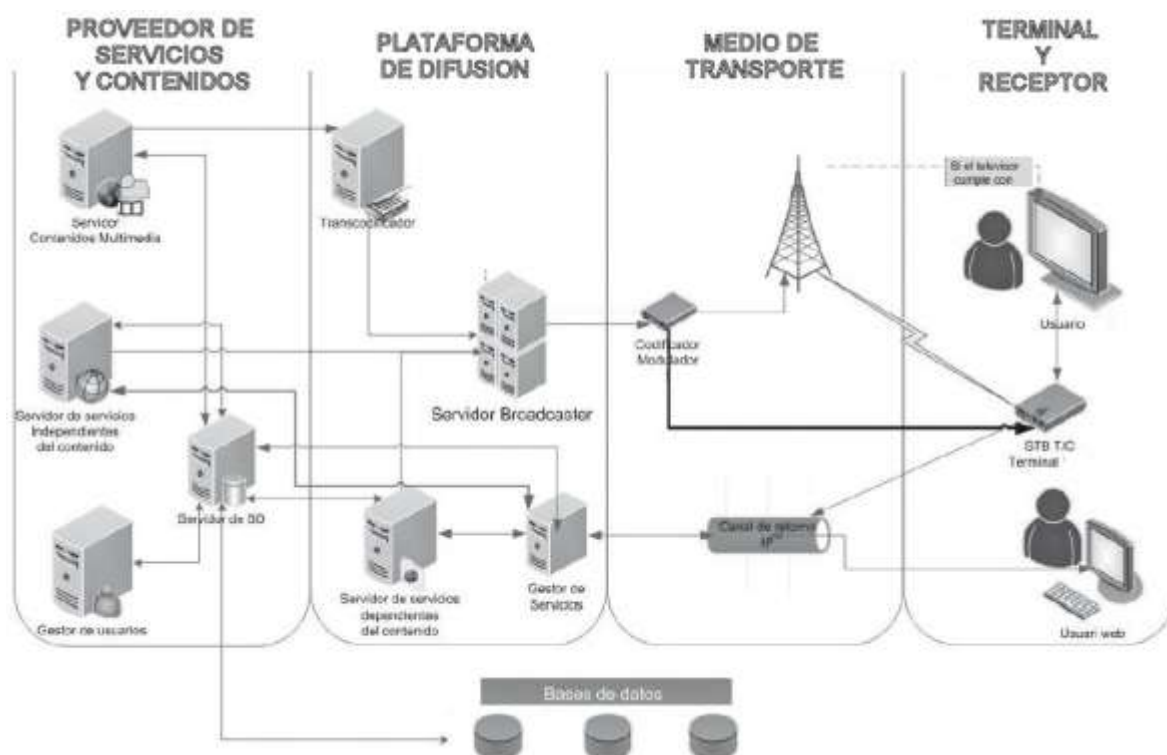 PROVEEDOR DE
SERVICIOS
Y CONTENIDOS
PLATAFORMA
DE DIFUSION
MEDIO DE
TRANSPORTE
TERMINAL
Y
RECEPTOR
Servidor
Contenidos Multimedia
Transcodificador
Si el televisor
cumple con
Usuario
Codificador
Modulador
Servidor Broadcaster
Servidor de servicios
Independientes
del contenido
STB T/C
Terminal
Servidor de BD
Canal de retorno
IP
Gestor de usuarios
Servidor de servicios
dependientes
del contenido
Gestor de
Servicios
Usuari web
Bases de datos